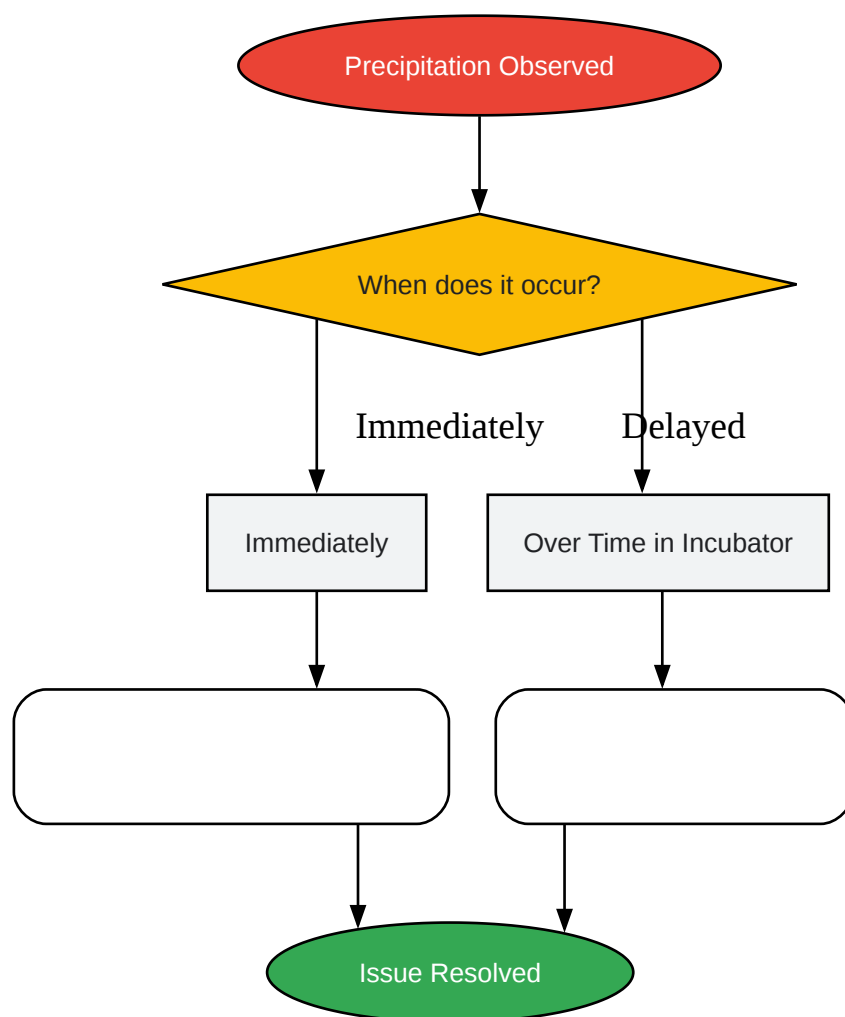 Precipitation Observed
When does it occur?
Immediately
Delayed
Immediately
Over Time in Incubator
Issue Resolved